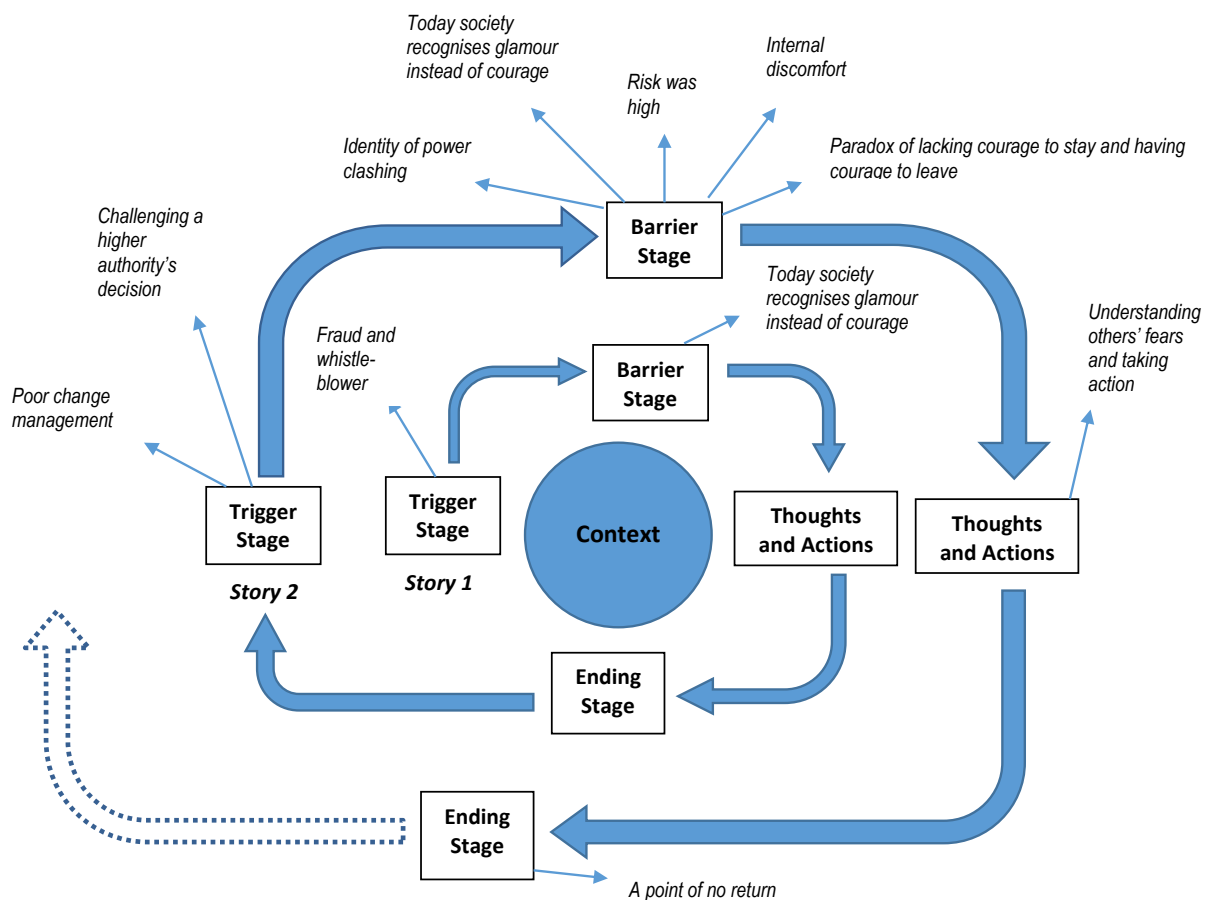 Today society
recognises glamour
instead of courage
Internal
discomfort
Risk was
high
Identity of power
clashing
Paradox of lacking courage to stay and having
courage to leave
Challenging a
higher
authority’s
decision
Barrier
Stage
Today society
recognises glamour
instead of courage
Understanding
others’ fears
and taking
action
Fraud and
whistle-
blower
Barrier
Stage
Poor change
management
Trigger
Stage
Story 2
Trigger
Stage
Story 1
Context
Thoughts
and Actions
Thoughts
and Actions
Ending
Stage
Ending
Stage
A point of no return